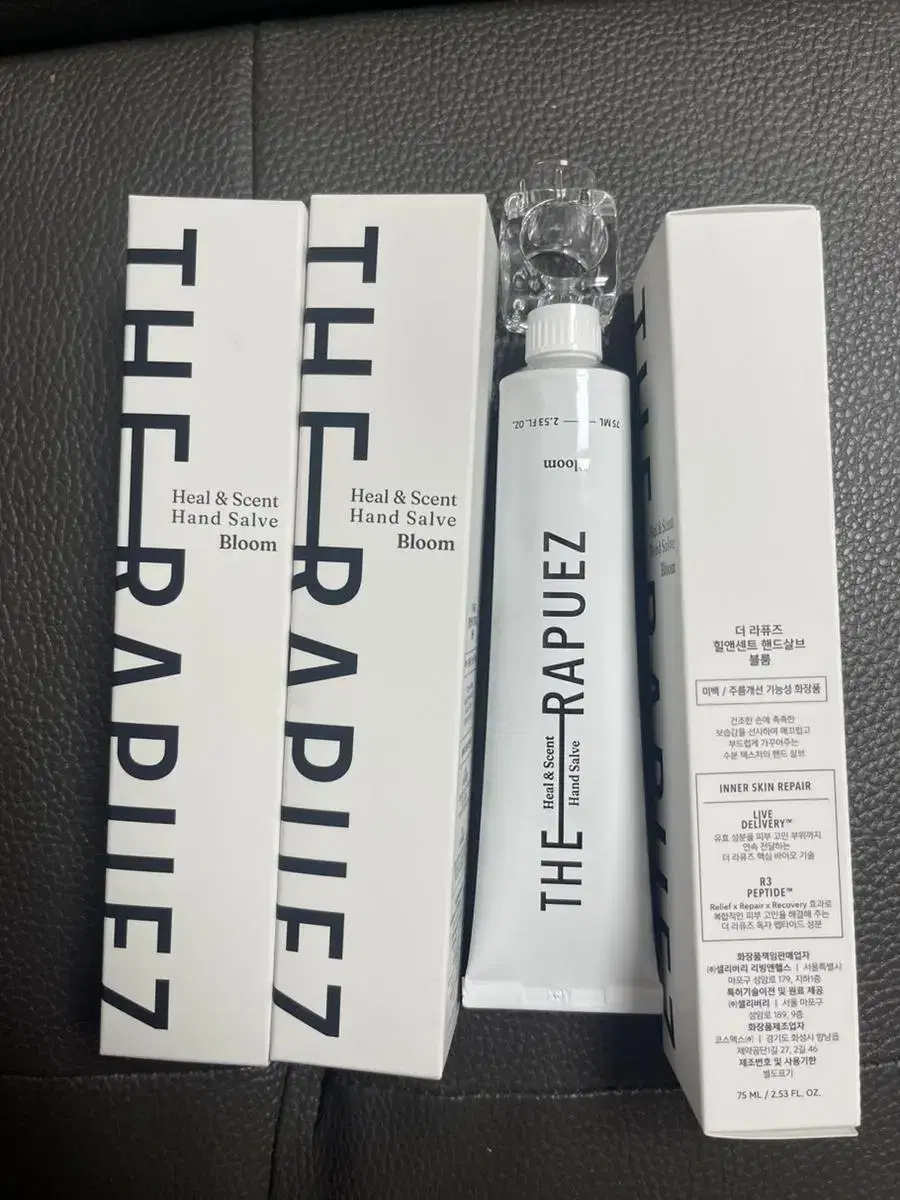 THE RAPUEZ
Heal & Scent
Hand Salve
Bloom
THE RAPUEZ
Heal & Scent
Hand Salve
Bloom
75 ML — 2.53 FL. OZ.
Bloom
THE RAPUEZ
Heal & Scent
Hand Salve
THE RAPUEZ
Heal & Scent
Hand Salve
Bloom
더 라퓨즈
힐앤센트 핸드살브
블룸
미백 / 주름개선 기능성 화장품
건조한 손에 촉촉한
보습감을 선사하여 매끄럽고
부드럽게 가꾸어주는
수분 텍스처의 핸드 살브
INNER SKIN REPAIR
LIVE
DELIVERY™
유효 성분을 피부 고민 부위까지
연속 전달하는
더 라퓨즈 핵심 바이오 기술
R3
PEPTIDE™
Relief x Repair x Recovery 효과로
복합적인 피부 고민을 해결해 주는
더 라퓨즈 독자 펩타이드 성분
화장품책임판매업자
㈜셀리버리 리빙앤헬스 | 서울특별시
마포구 성암로 179, 지하1층
특허기술이전 및 원료 제공
㈜셀리버리 | 서울 마포구
성암로 189, 9층
화장품제조업자
코스맥스㈜ | 경기도 화성시 향남읍
제약공단1길 27, 2길 46
제조번호 및 사용기한
별도표기
75 ML / 2.53 FL. OZ.